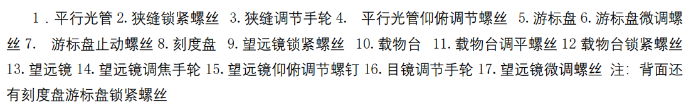 1．平行光管 2.狭缝锁紧螺丝 3.狭缝调节手轮 4. 平行光管仰俯调节螺丝 5.游标盘 6.游标盘微调螺
丝 7. 游标盘止动螺丝 8.刻度盘 9.望远镜锁紧螺丝 10.载物台 11.载物台调平螺丝 12 载物台锁紧螺丝
13.望远镜 14.望远镜调焦手轮 15.望远镜仰俯调节螺钉 16.目镜调节手轮 17.望远镜微调螺丝 注: 背面还
有刻度盘游标盘锁紧螺丝